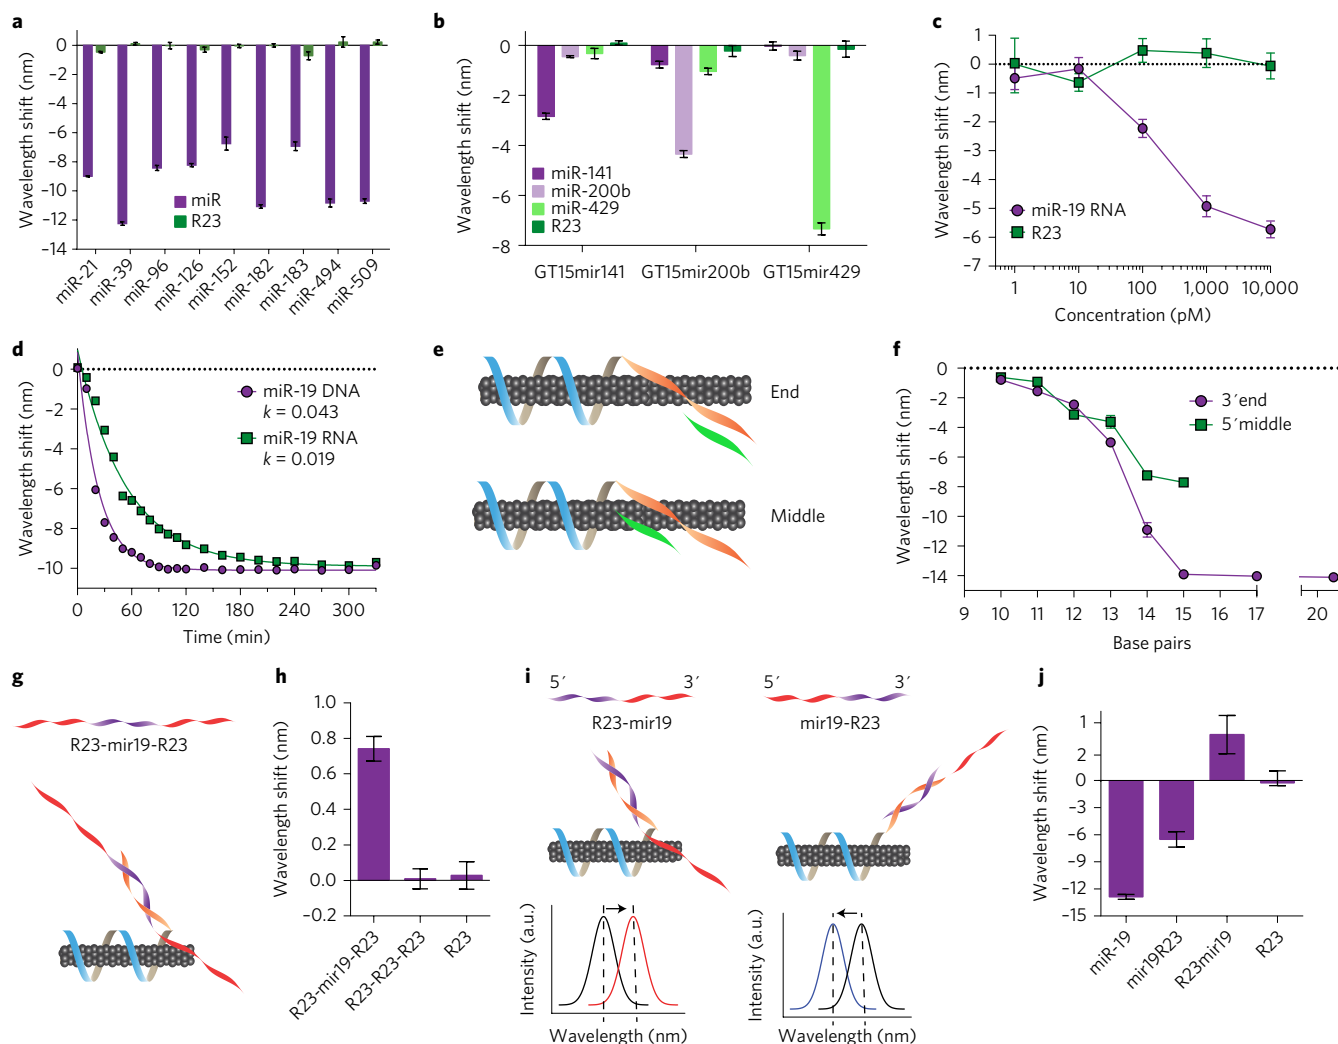 a
Wavelength shift (nm)
0
−2
−4
−6
−8
−10
−12
−14
miR
R23
miR-21
miR-39
miR-96
miR-126
miR-152
miR-182
miR-183
miR-494
miR-509
b
Wavelength shift (nm)
0
−2
−4
−6
−8
miR-141
miR-200b
miR-429
R23
GT15mir141
GT15mir200b
GT15mir429
c
Wavelength shift (nm)
1
0
−1
−2
−3
−4
−5
−6
−7
miR-19 RNA
R23
1 10 100 1,000 10,000
Concentration (pM)
d
Wavelength shift (nm)
0
−2
−4
−6
−8
−10
miR-19 DNA
k = 0.043
miR-19 RNA
k = 0.019
0 60 120 180 240 300
Time (min)
e
End
Middle
f
Wavelength shift (nm)
0
−2
−4
−6
−8
−10
−12
−14
3′end
5′middle
9 10 11 12 13 14 15 16 17 20
Base pairs
g
R23-mir19-R23
h
Wavelength shift (nm)
1.0
0.8
0.6
0.4
0.2
0.0
−0.2
R23-mir19-R23
R23-R23-R23
R23
i
5′ 3′
R23-mir19
5′ 3′
mir19-R23
Intensity (a.u.)
Wavelength (nm)
Intensity (a.u.)
Wavelength (nm)
j
Wavelength shift (nm)
1
2
0
−3
−6
−9
−12
−15
miR-19
mir19R23
R23mir19
R23